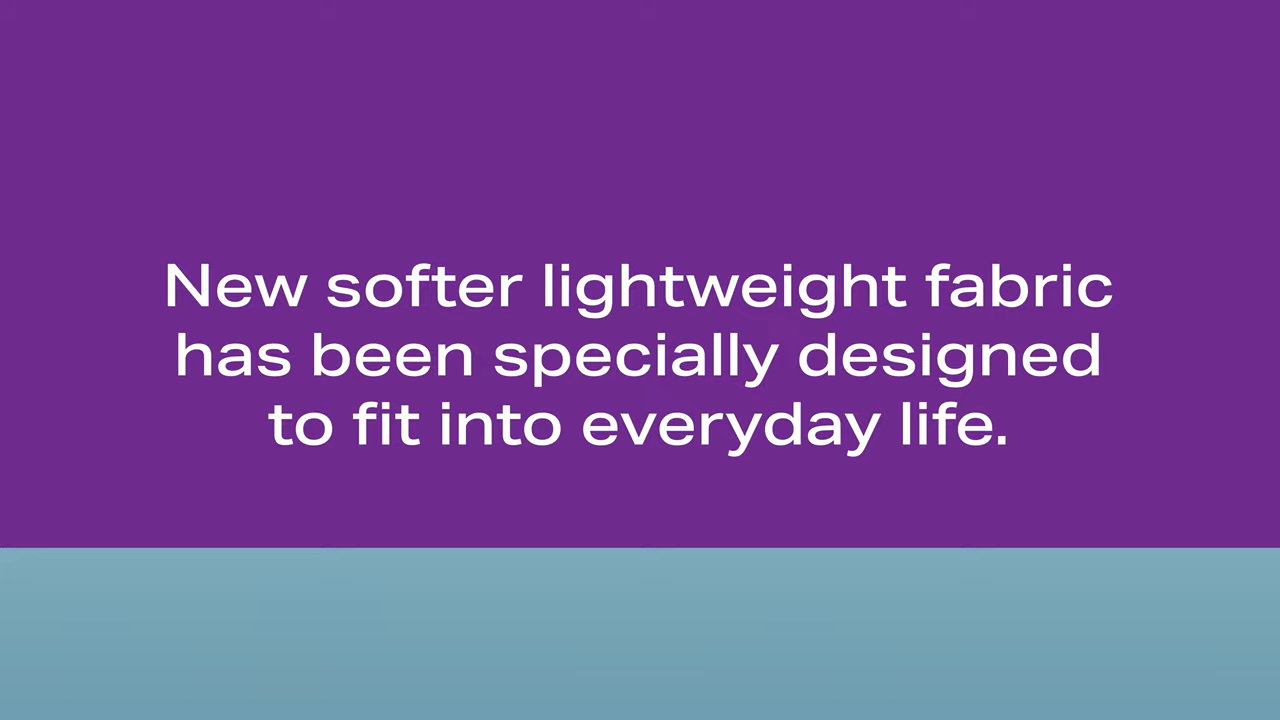 New softer lightweight fabric
has been specially designed
to fit into everyday life.